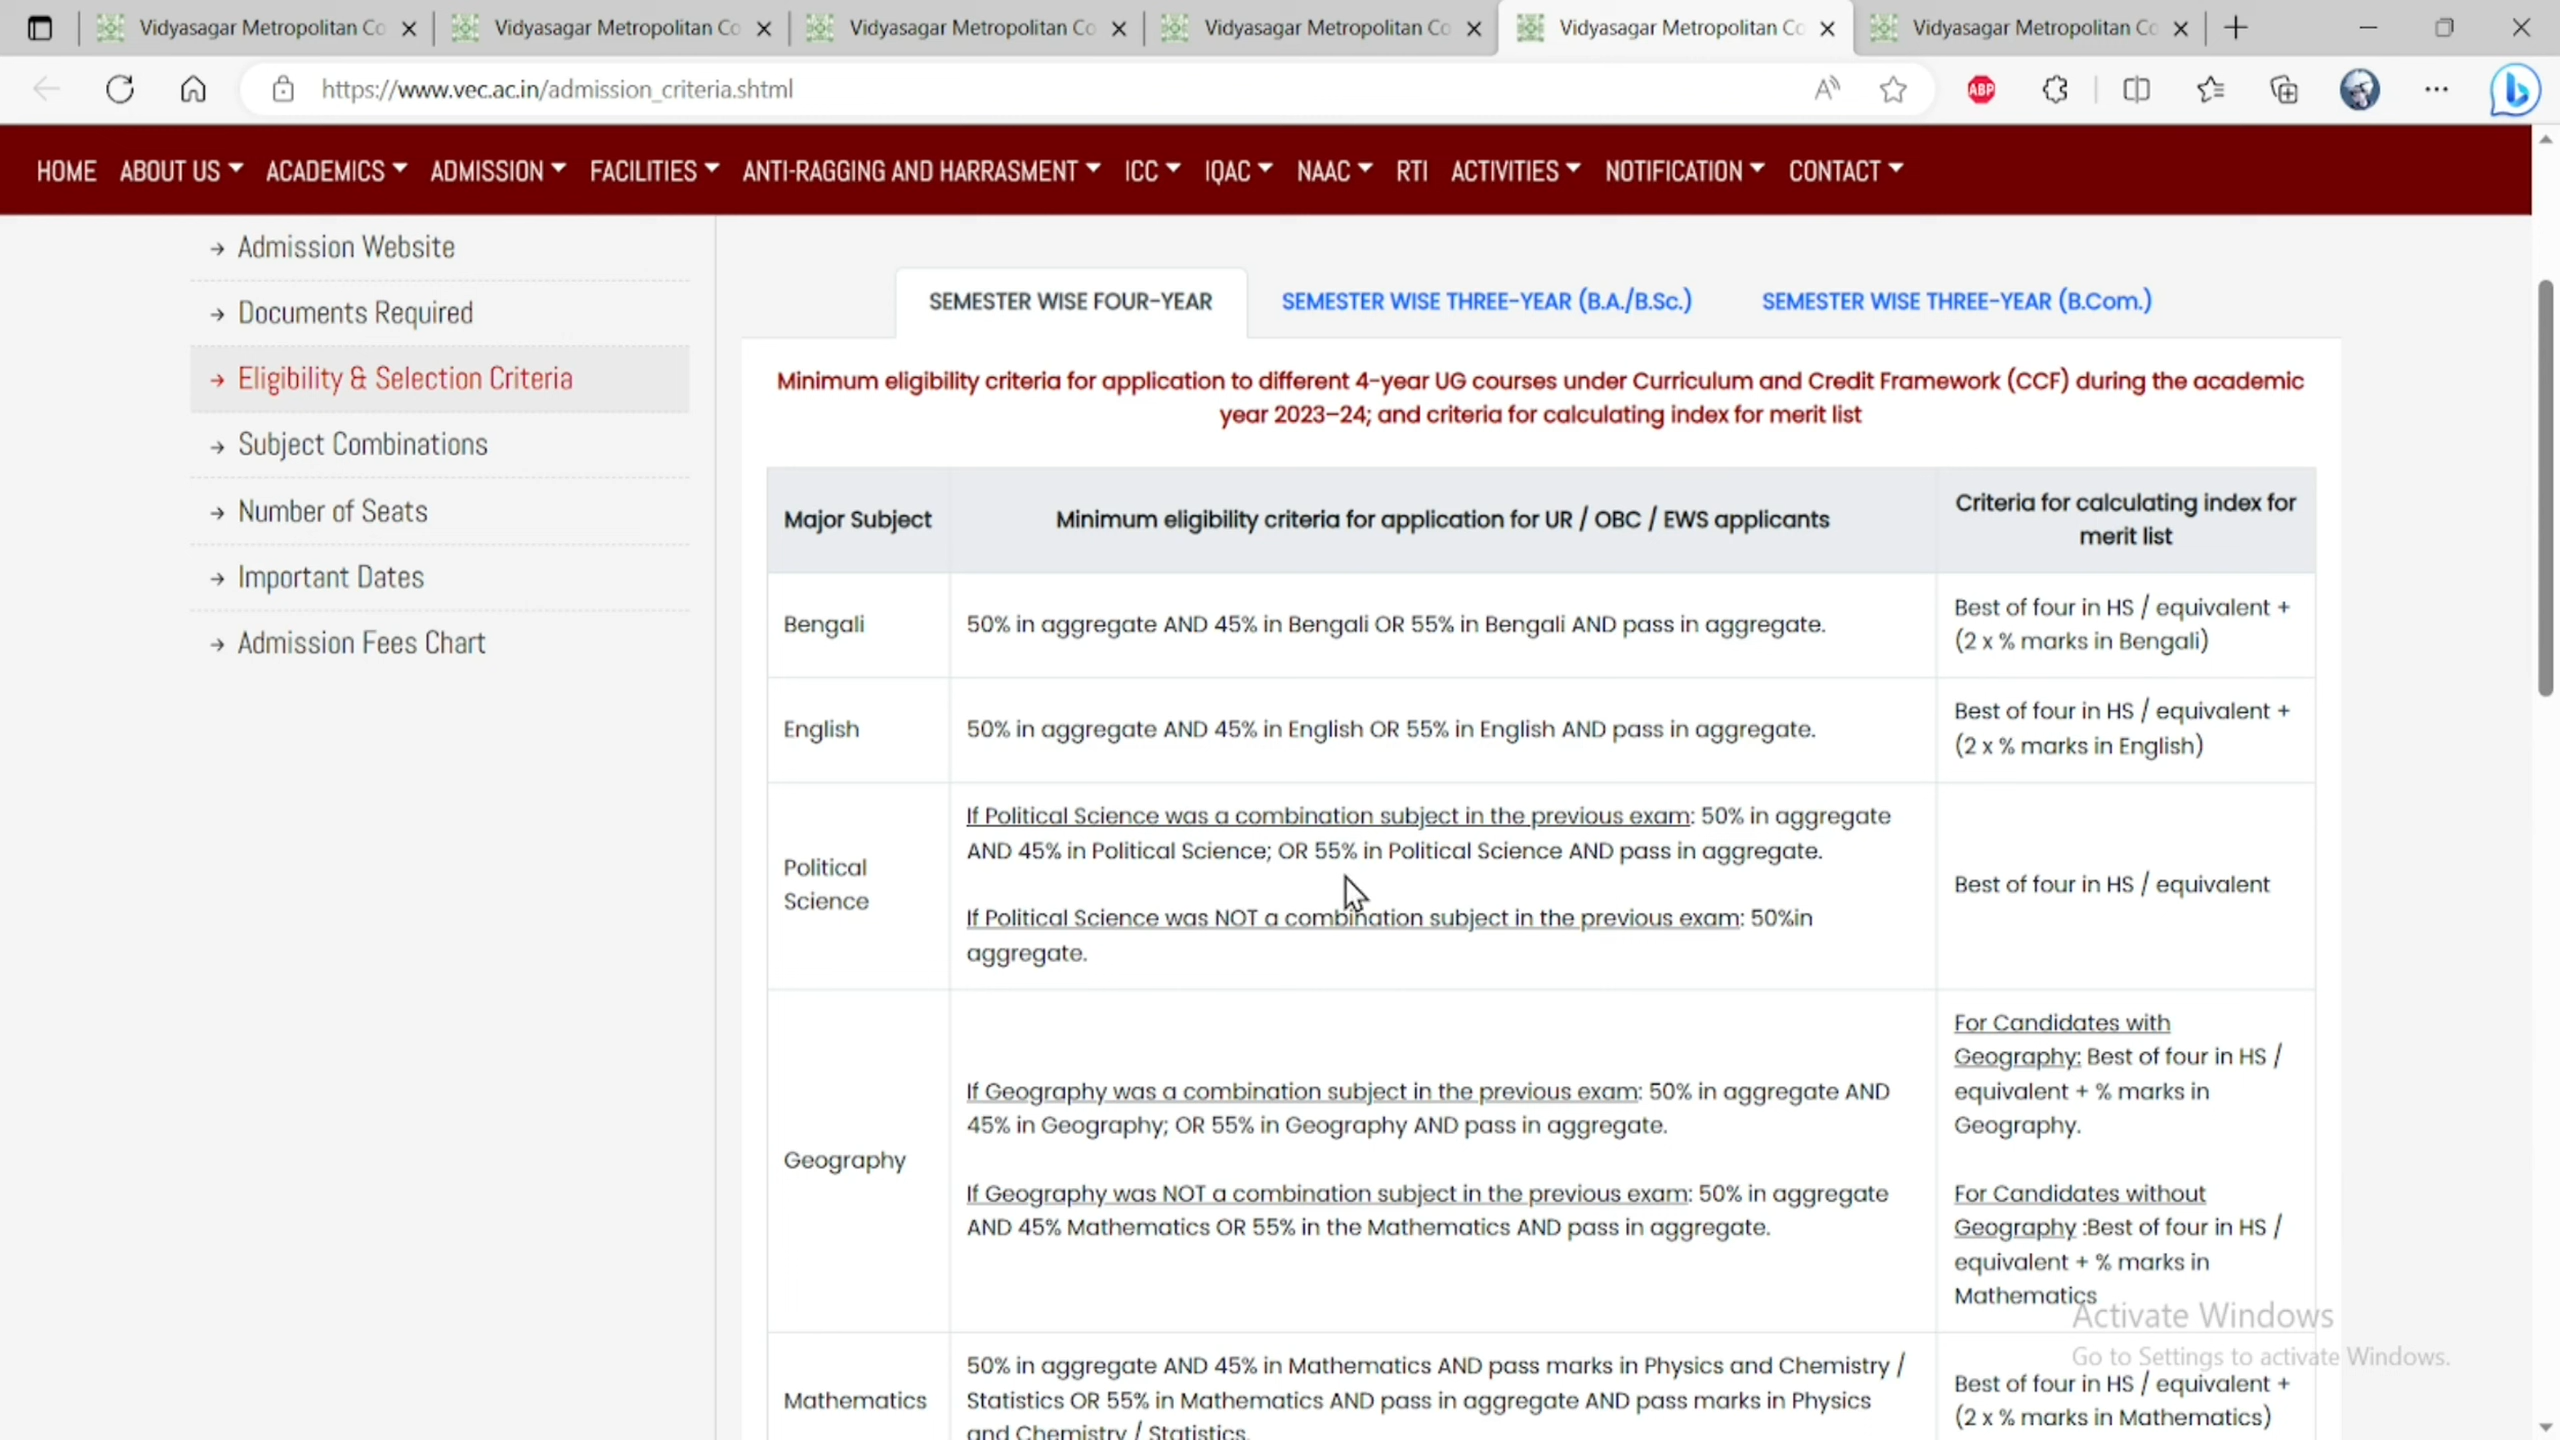 Vidyasagar Metropolitan Co
Vidyasagar Metropolitan Co
Vidyasagar Metropolitan Co
Vidyasagar Metropolitan Co
Vidyasagar Metropolitan Co
Vidyasagar Metropolitan Co
https://www.vec.ac.in/admission_criteria.shtml
ABP
HOME ABOUT US ACADEMICS ADMISSION FACILITIES ANTI-RAGGING AND HARRASMENT ICC IQAC NAAC RTI ACTIVITIES NOTIFICATION CONTACT
Admission Website
Documents Required
Eligibility & Selection Criteria
Subject Combinations
Number of Seats
Important Dates
Admission Fees Chart
SEMESTER WISE FOUR-YEAR
SEMESTER WISE THREE-YEAR (B.A./B.Sc.)
SEMESTER WISE THREE-YEAR (B.Com.)
Minimum eligibility criteria for application to different 4-year UG courses under Curriculum and Credit Framework (CCF) during the academic
year 2023-24; and criteria for calculating index for merit list
Major Subject
Minimum eligibility criteria for application for UR / OBC / EWS applicants
Criteria for calculating index for
merit list
Bengali
50% in aggregate AND 45% in Bengali OR 55% in Bengali AND pass in aggregate.
Best of four in HS / equivalent +
(2 x % marks in Bengali)
English
50% in aggregate AND 45% in English OR 55% in English AND pass in aggregate.
Best of four in HS / equivalent +
(2 x % marks in English)
Political
Science
If Political Science was a combination subject in the previous exam: 50% in aggregate
AND 45% in Political Science; OR 55% in Political Science AND pass in aggregate.
If Political Science was NOT a combination subject in the previous exam: 50%in
aggregate.
Best of four in HS / equivalent
Geography
If Geography was a combination subject in the previous exam: 50% in aggregate AND
45% in Geography; OR 55% in Geography AND pass in aggregate.
If Geography was NOT a combination subject in the previous exam: 50% in aggregate
AND 45% Mathematics OR 55% in the Mathematics AND pass in aggregate.
For Candidates with
Geography: Best of four in HS /
equivalent + % marks in
Geography.
For Candidates without
Geography :Best of four in HS /
equivalent + % marks in
Mathematics
Mathematics
50% in aggregate AND 45% in Mathematics AND pass marks in Physics and Chemistry /
Statistics OR 55% in Mathematics AND pass in aggregate AND pass marks in Physics
and Chemistry / Statistics.
Best of four in HS / equivalent +
(2 x % marks in Mathematics)
Activate Windows
Go to Settings to activate Windows.